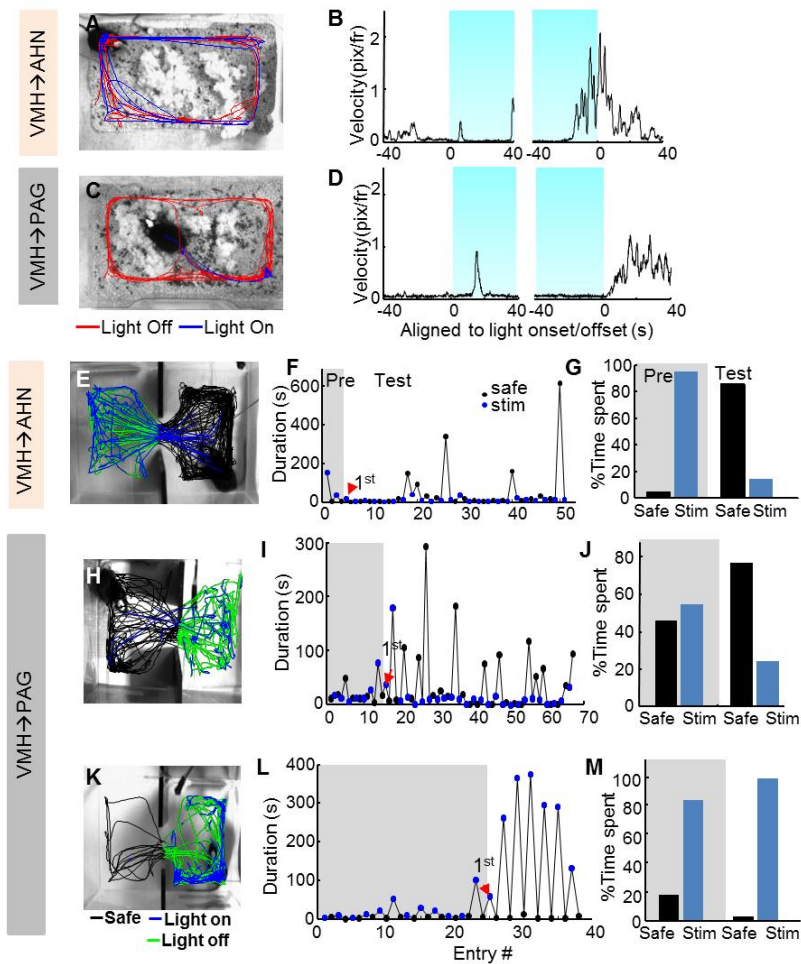 VMH→AHN
A
B
Velocity(pix/fr)
2
1
0
-40 0 40 -40 0 40
VMH→PAG
C
D
Velocity(pix/fr)
2
1
0
-40 0 40 -40 0 40
Light Off Light On
Aligned to light onset/offset (s)
VMH→AHN
E
F
Duration (s)
600
400
200
0
Pre Test
safe
stim
1st
0 10 20 30 40 50
G
%Time spent
100
80
60
40
20
0
Pre Test
Safe Stim Safe Stim
VMH→PAG
H
I
Duration (s)
300
200
100
0
1st
0 10 20 30 40 50 60 70
J
%Time spent
80
60
40
20
0
Safe Stim Safe Stim
K
Safe Light on
Light off
L
Duration (s)
400
300
200
100
0
1st
0 10 20 30 40
Entry #
M
%Time spent
100
80
60
40
20
0
Safe Stim Safe Stim